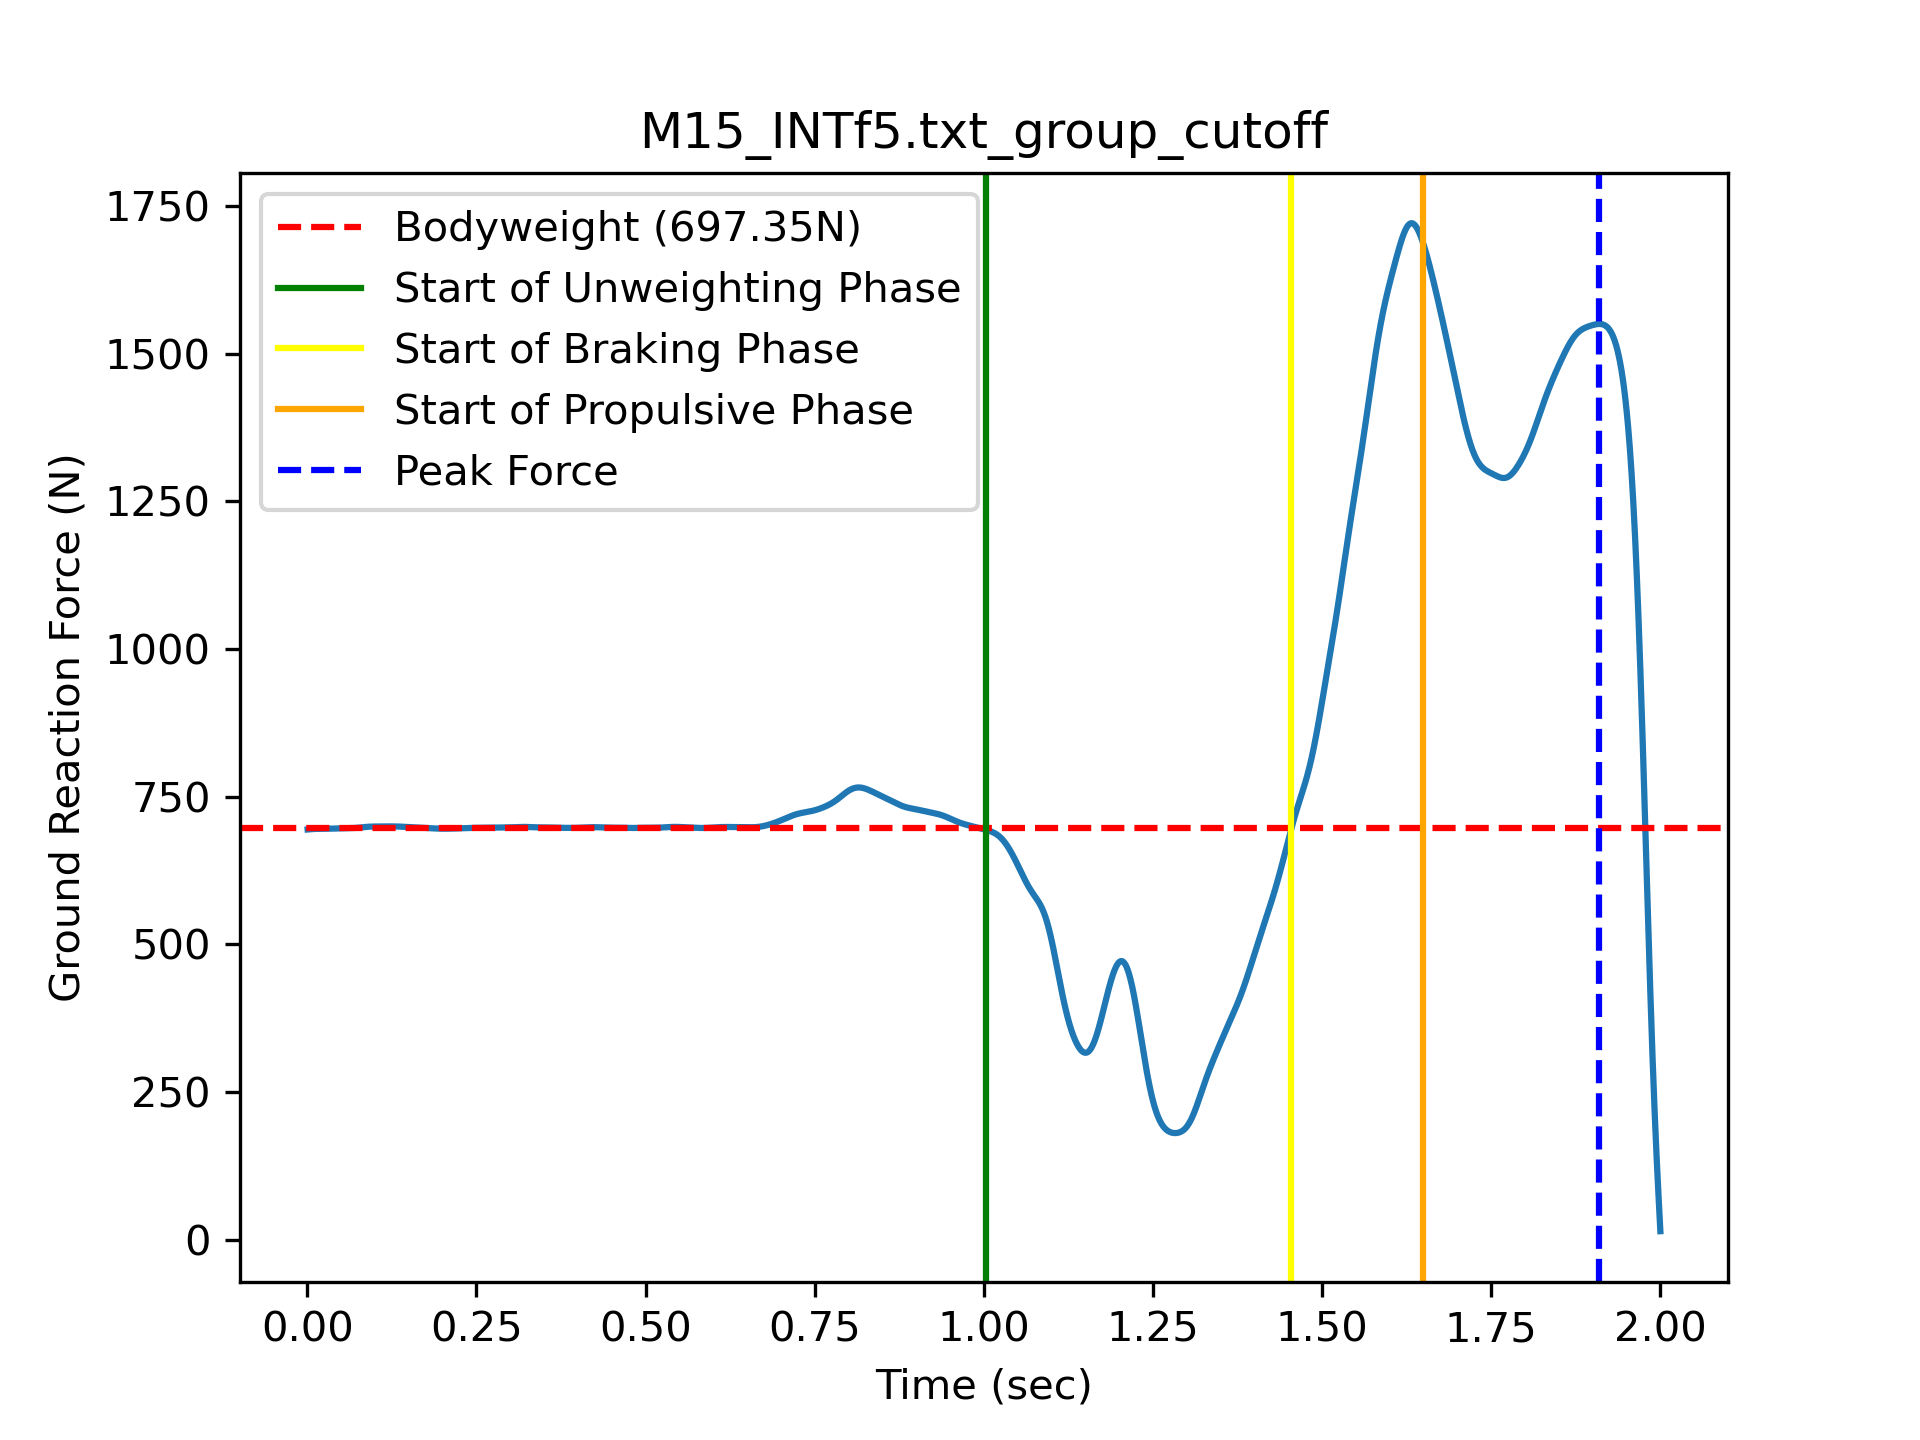 M15_INTf5.txt_group_cutoff
Bodyweight (697.35N)
Start of Unweighting Phase
Start of Braking Phase
Start of Propulsive Phase
Peak Force
Ground Reaction Force (N)
1750
1500
1250
1000
750
500
250
0
0.00 0.25 0.50 0.75 1.00 1.25 1.50 1.75 2.00
Time (sec)